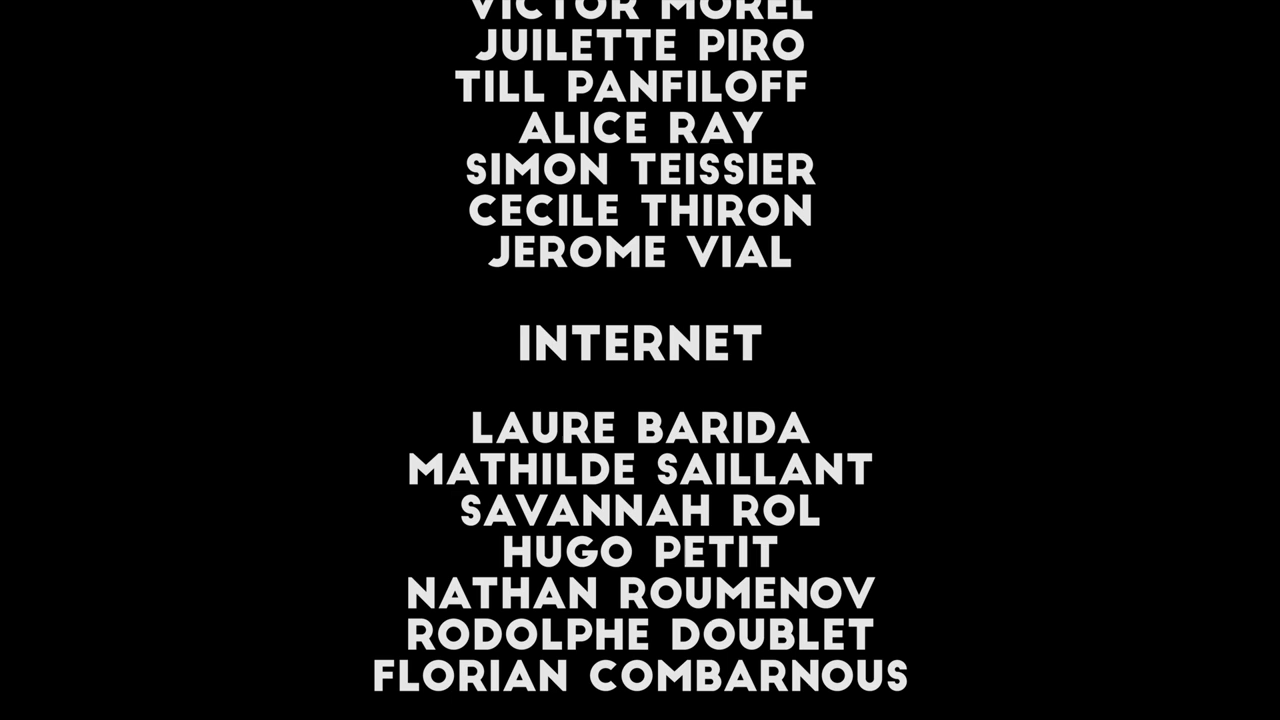 VICTOR MOREL
JUILETTE PIRO
TILL PANFILOFF
ALICE RAY
SIMON TEISSIER
CECILE THIRON
JEROME VIAL
INTERNET
LAURE BARIDA
MATHILDE SAILLANT
SAVANNAH ROL
HUGO PETIT
NATHAN ROUMENOV
RODOLPHE DOUBLET
FLORIAN COMBARNOUS